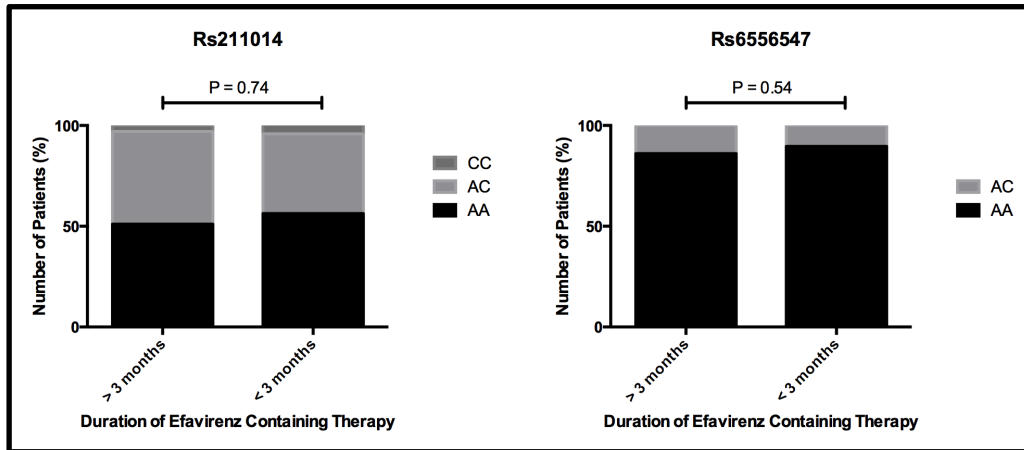 Rs211014
P = 0.74
100
50
0
Number of Patients (%)
> 3 months
< 3 months
Duration of Efavirenz Containing Therapy
CC
AC
AA
Rs6556547
P = 0.54
100
50
0
Number of Patients (%)
> 3 months
< 3 months
Duration of Efavirenz Containing Therapy
AC
AA